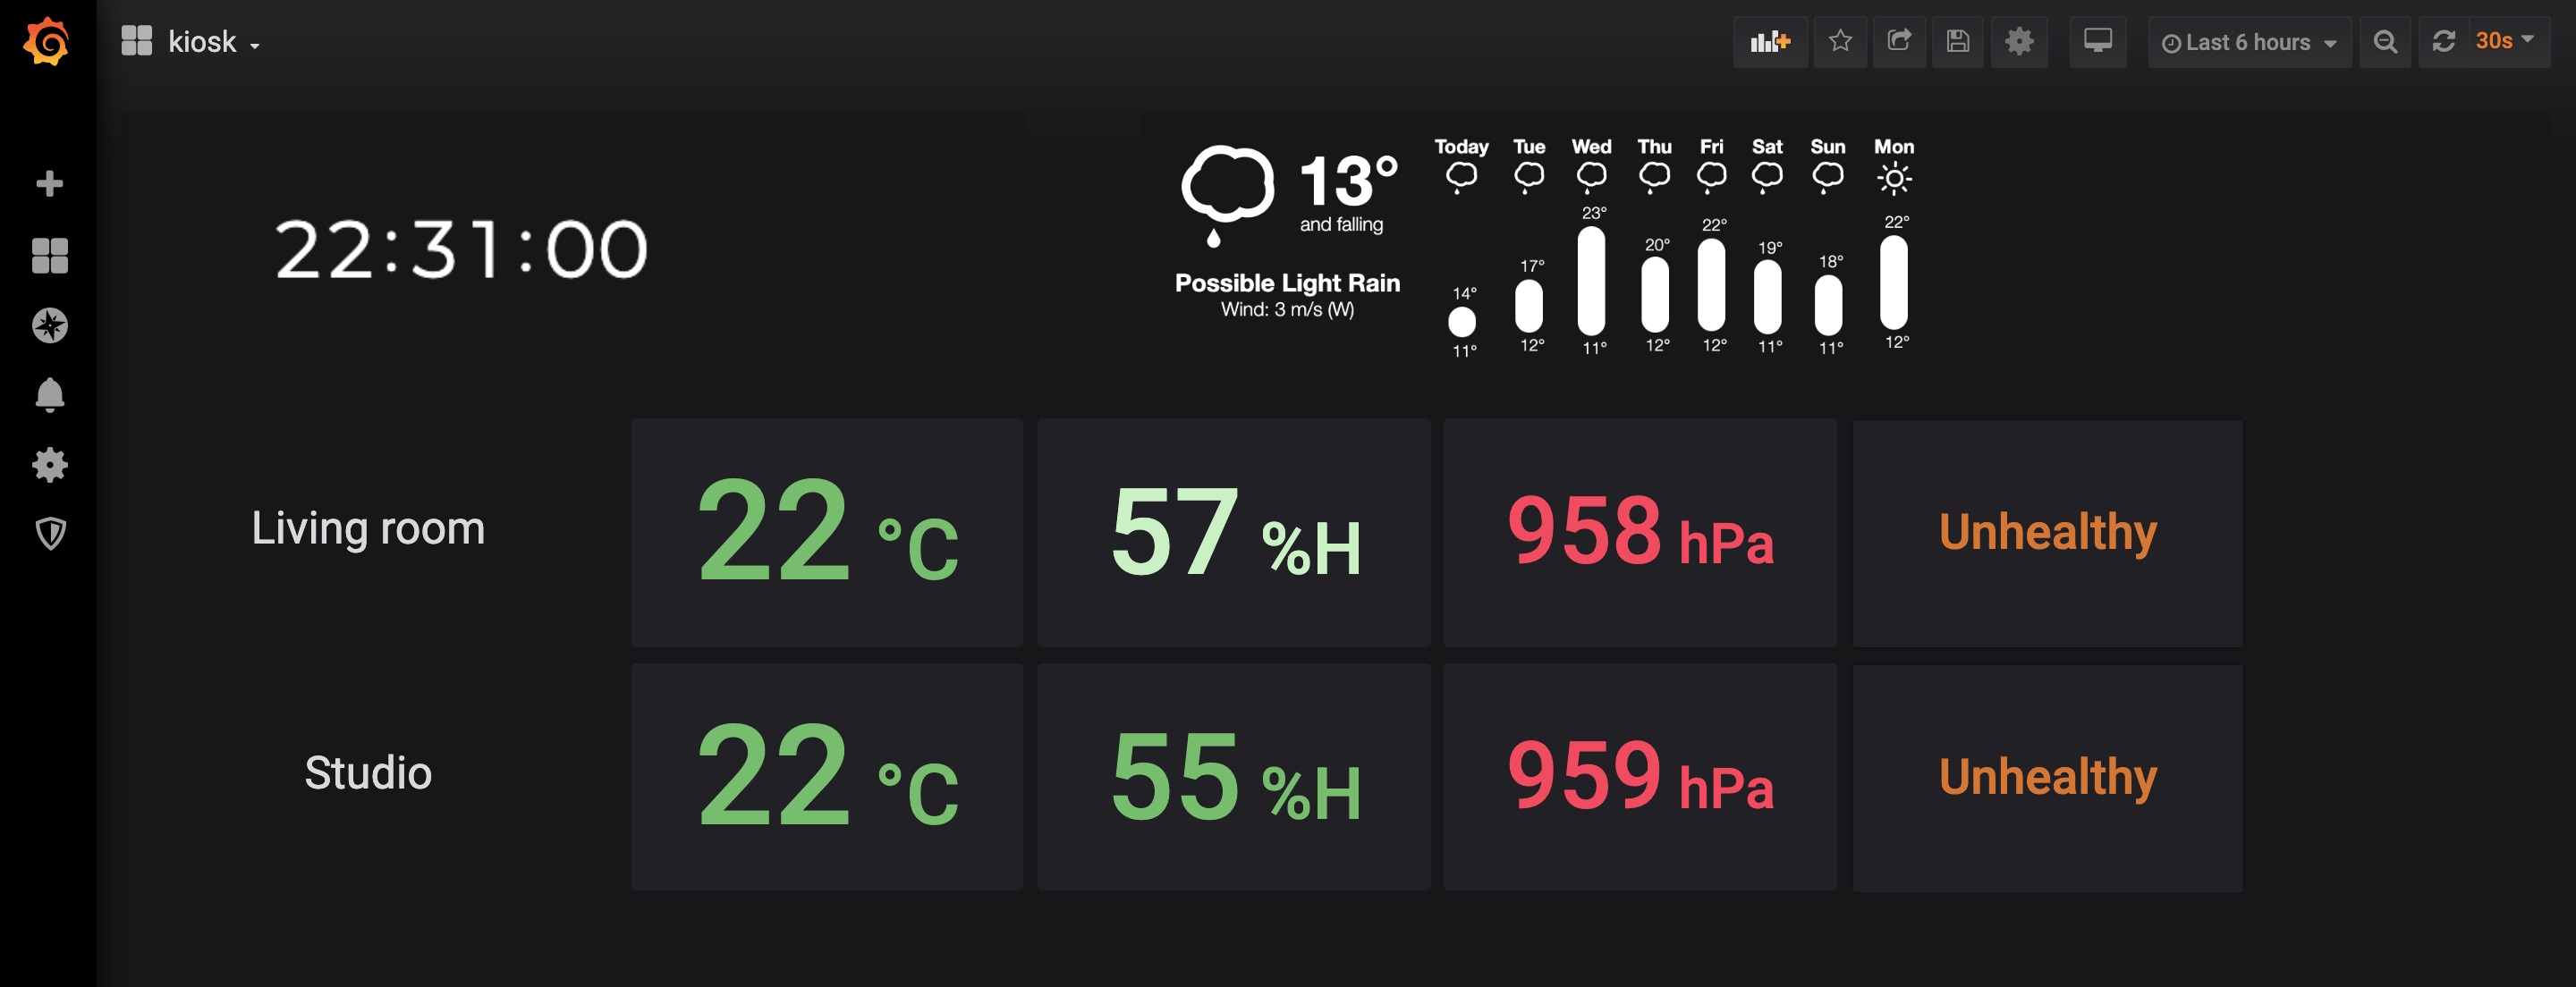 kiosk
Last 6 hours
30s
22:31:00
13°
and falling
Possible Light Rain
Wind: 3 m/s (W)
Today Tue Wed Thu Fri Sat Sun Mon
14° 17° 23° 20° 22° 19° 18° 22°
11° 12° 11° 12° 12° 11° 11° 12°
Living room 22 °C 57 %H 958 hPa Unhealthy
Studio 22 °C 55 %H 959 hPa Unhealthy